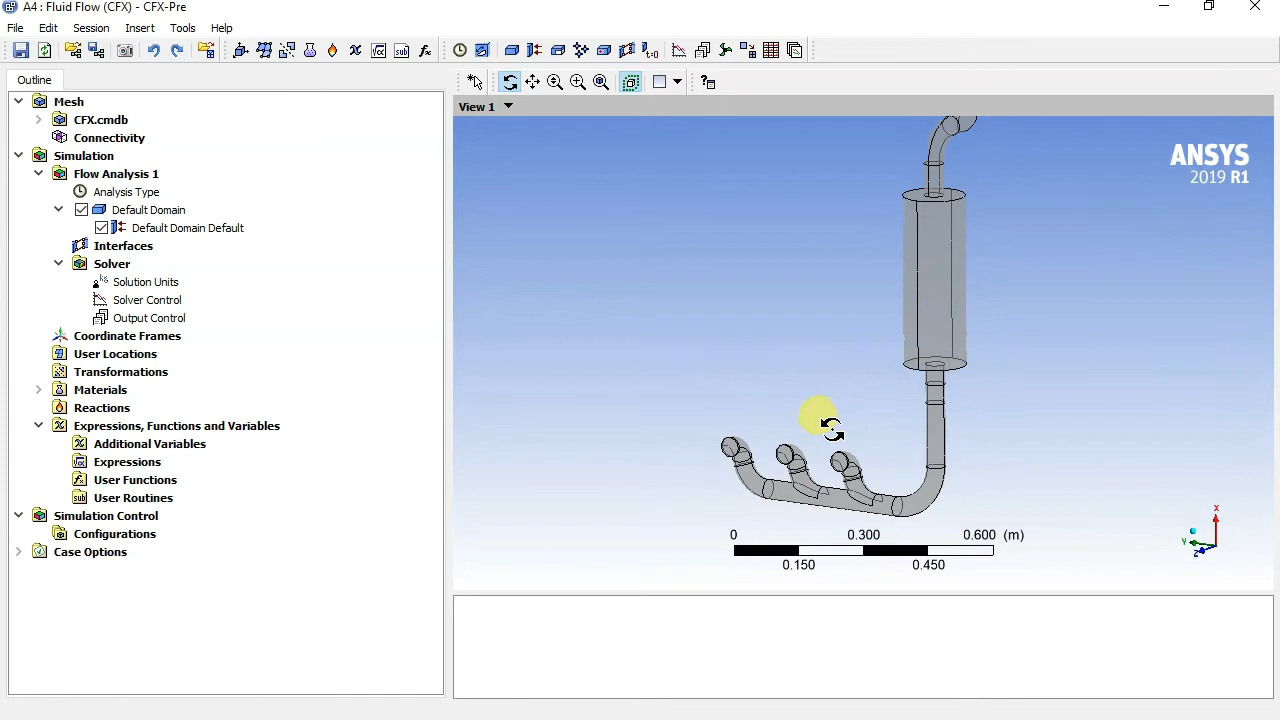 A4 : Fluid Flow (CFX) - CFX-Pre
File Edit Session Insert Tools Help
Outline
Mesh
CFX.cmdb
Connectivity
Simulation
Flow Analysis 1
Analysis Type
Default Domain
Default Domain Default
Interfaces
Solver
Solution Units
Solver Control
Output Control
Coordinate Frames
User Locations
Transformations
Materials
Reactions
Expressions, Functions and Variables
Additional Variables
Expressions
User Functions
User Routines
Simulation Control
Configurations
Case Options
View 1
ANSYS
2019 R1
0 0.300 0.600 (m)
0.150 0.450
X
Y
Z